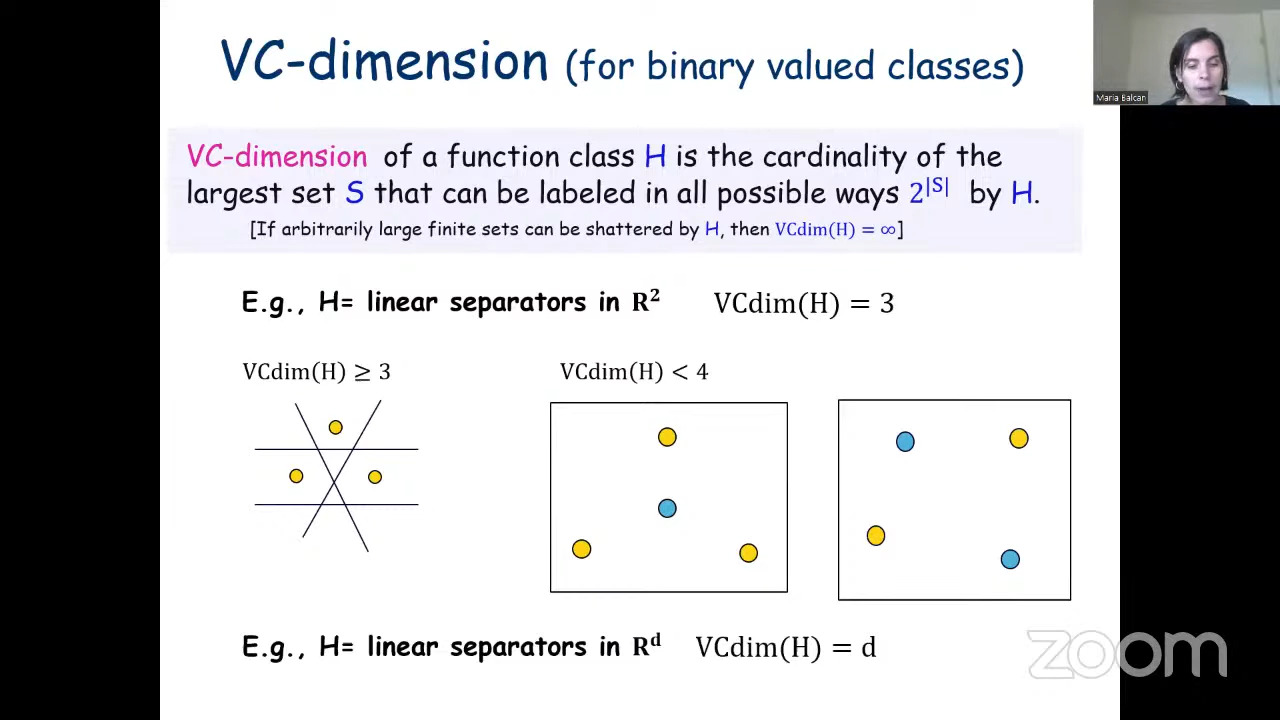 VC-dimension (for binary valued classes)
Maria Balcan
VC-dimension of a function class H is the cardinality of the
largest set S that can be labeled in all possible ways 2^|S| by H.
[If arbitrarily large finite sets can be shattered by H, then VCdim(H) = ∞]
E.g., H= linear separators in R² VCdim(H) = 3
VCdim(H) ≥ 3 VCdim(H) < 4
E.g., H= linear separators in R^d VCdim(H) = d
zoom